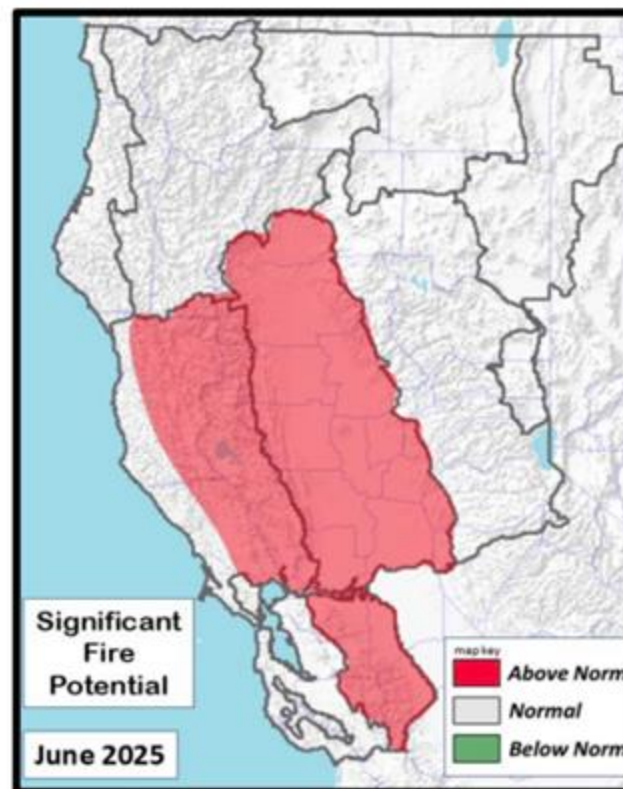 Significant
Fire
Potential
June 2025
map key
Above Norm
Normal
Below Norm